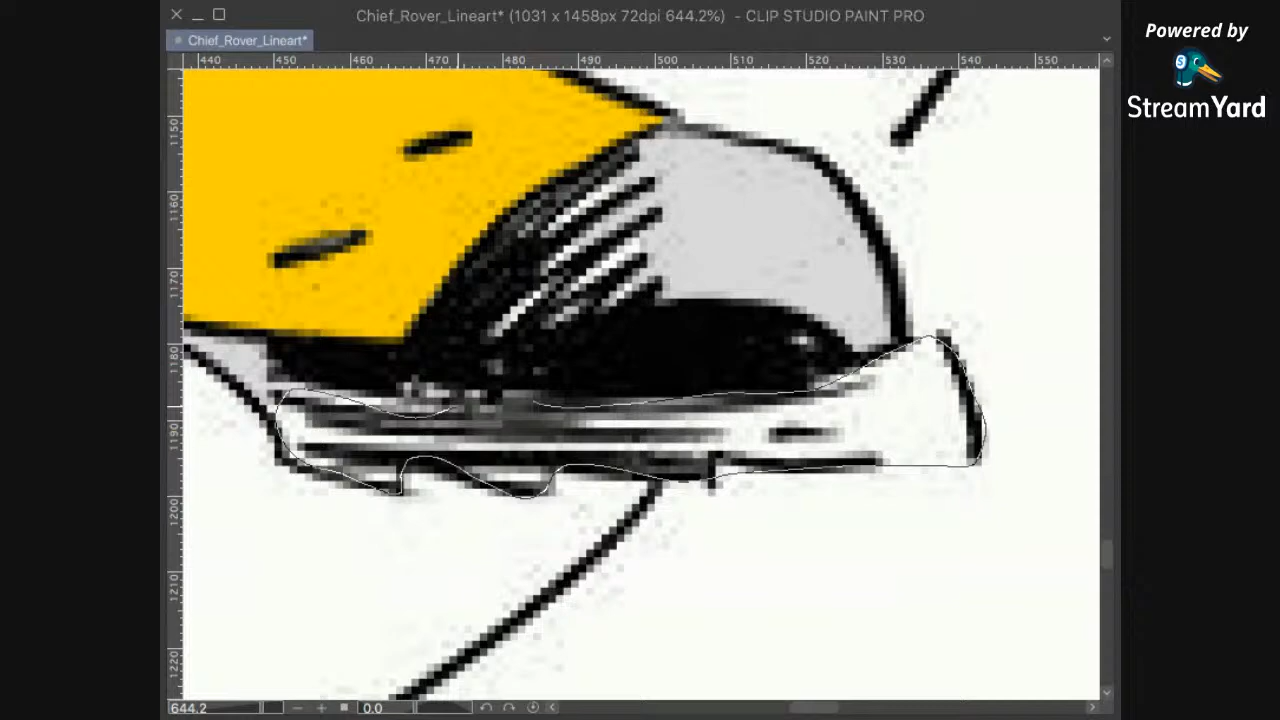 Chief_Rover_Lineart* (1031 x 1458px 72dpi 644.2%) - CLIP STUDIO PAINT PRO
Chief_Rover_Lineart*
440 450 460 470 480 490 500 510 520 530 540 550
1150
1160
1170
1180
1190
1200
1210
1220
644.2 0.0
Powered by
StreamYard